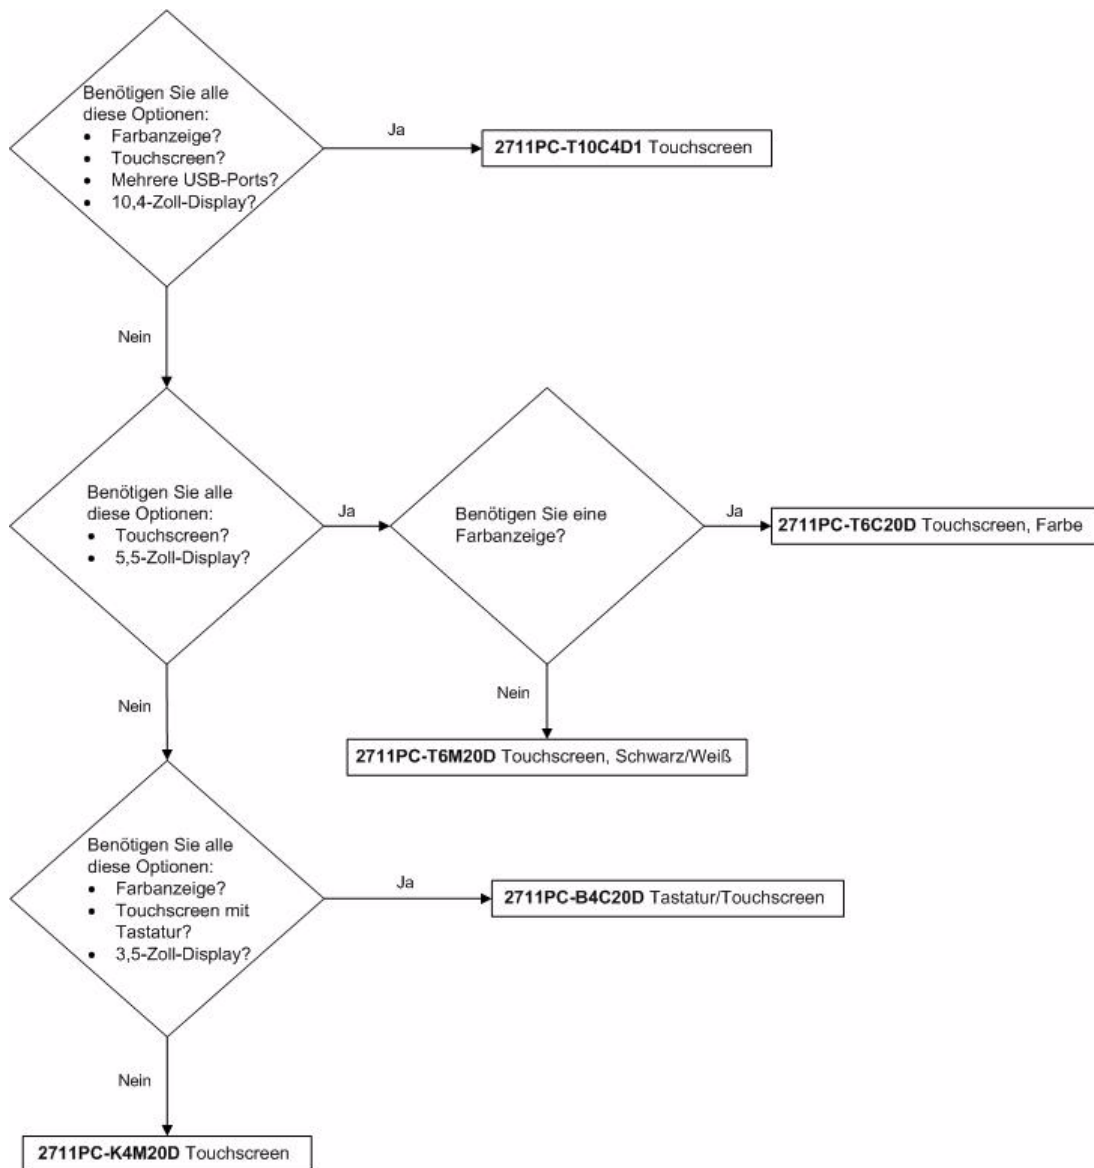 Benötigen Sie alle
diese Optionen:
• Farbanzeige?
• Touchscreen?
• Mehrere USB-Ports?
• 10,4-Zoll-Display?
Ja
2711PC-T10C4D1 Touchscreen
Nein
Benötigen Sie alle
diese Optionen:
• Touchscreen?
• 5,5-Zoll-Display?
Ja
Benötigen Sie eine
Farbanzeige?
Ja
2711PC-T6C20D Touchscreen, Farbe
Nein
2711PC-T6M20D Touchscreen, Schwarz/Weiß
Nein
Benötigen Sie alle
diese Optionen:
• Farbanzeige?
• Touchscreen mit
Tastatur?
• 3,5-Zoll-Display?
Ja
2711PC-B4C20D Tastatur/Touchscreen
Nein
2711PC-K4M20D Touchscreen